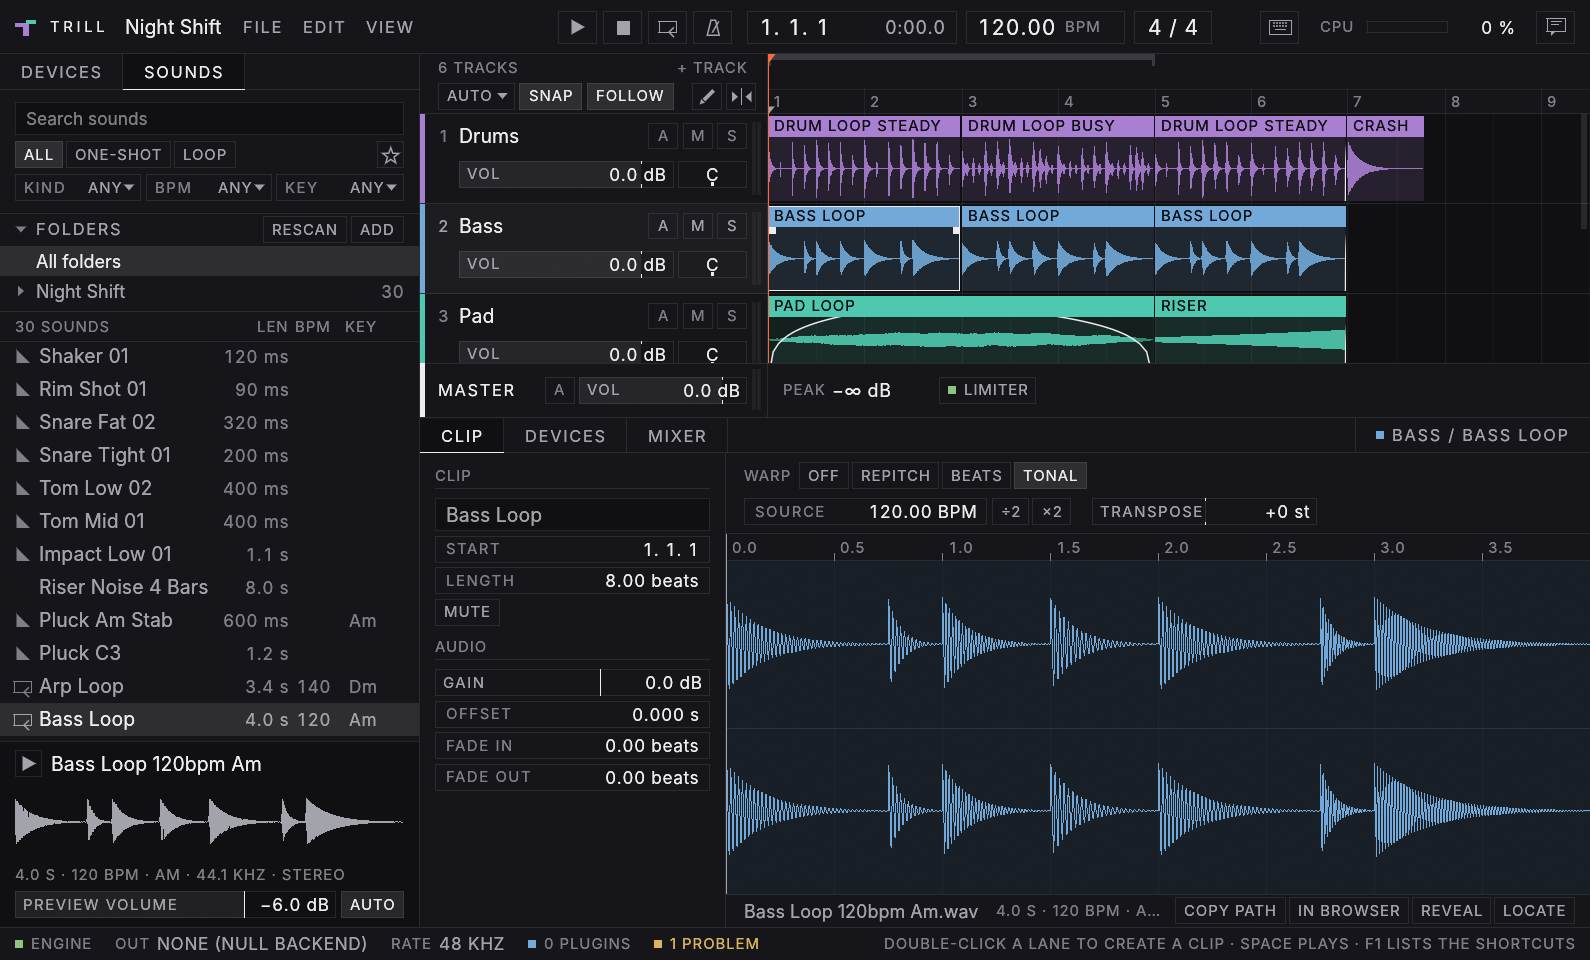 TRILL Night Shift FILE EDIT VIEW 1. 1. 1 0:00.0 120.00 BPM 4 / 4 CPU 0 %
DEVICES SOUNDS
Search sounds
ALL ONE-SHOT LOOP
KIND ANY BPM ANY KEY ANY
FOLDERS RESCAN ADD
All folders
Night Shift 30
30 SOUNDS LEN BPM KEY
Shaker 01 120 ms
Rim Shot 01 90 ms
Snare Fat 02 320 ms
Snare Tight 01 200 ms
Tom Low 02 400 ms
Tom Mid 01 400 ms
Impact Low 01 1.1 s
Riser Noise 4 Bars 8.0 s
Pluck Am Stab 600 ms Am
Pluck C3 1.2 s
Arp Loop 3.4 s 140 Dm
Bass Loop 4.0 s 120 Am
Bass Loop 120bpm Am
4.0 S · 120 BPM · AM · 44.1 KHZ · STEREO
PREVIEW VOLUME −6.0 dB AUTO
6 TRACKS + TRACK
AUTO SNAP FOLLOW
1 2 3 4 5 6 7 8 9
1 Drums A M S
VOL 0.0 dB C
DRUM LOOP STEADY DRUM LOOP BUSY DRUM LOOP STEADY CRASH
2 Bass A M S
VOL 0.0 dB C
BASS LOOP BASS LOOP BASS LOOP
3 Pad A M S
VOL 0.0 dB C
PAD LOOP RISER
MASTER A VOL 0.0 dB PEAK −∞ dB LIMITER
CLIP DEVICES MIXER BASS / BASS LOOP
CLIP
Bass Loop
START 1. 1. 1
LENGTH 8.00 beats
MUTE
AUDIO
GAIN 0.0 dB
OFFSET 0.000 s
FADE IN 0.00 beats
FADE OUT 0.00 beats
WARP OFF REPITCH BEATS TONAL
SOURCE 120.00 BPM ÷2 ×2 TRANSPOSE +0 st
0.0 0.5 1.0 1.5 2.0 2.5 3.0 3.5
Bass Loop 120bpm Am.wav 4.0 S · 120 BPM · A... COPY PATH IN BROWSER REVEAL LOCATE
ENGINE OUT NONE (NULL BACKEND) RATE 48 KHZ 0 PLUGINS 1 PROBLEM DOUBLE-CLICK A LANE TO CREATE A CLIP · SPACE PLAYS · F1 LISTS THE SHORTCUTS